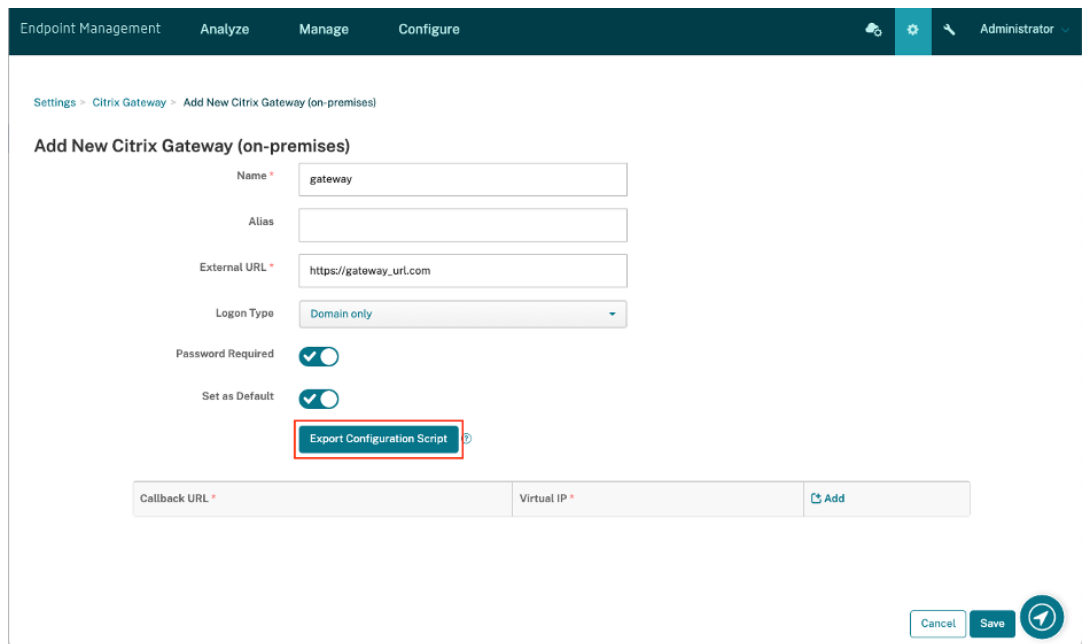 Endpoint Management Analyze Manage Configure Administrator
Settings > Citrix Gateway > Add New Citrix Gateway (on-premises)
Add New Citrix Gateway (on-premises)
Name * gateway
Alias
External URL * https://gateway_url.com
Logon Type Domain only
Password Required
Set as Default
Export Configuration Script ?
Callback URL * Virtual IP * Add
Cancel Save